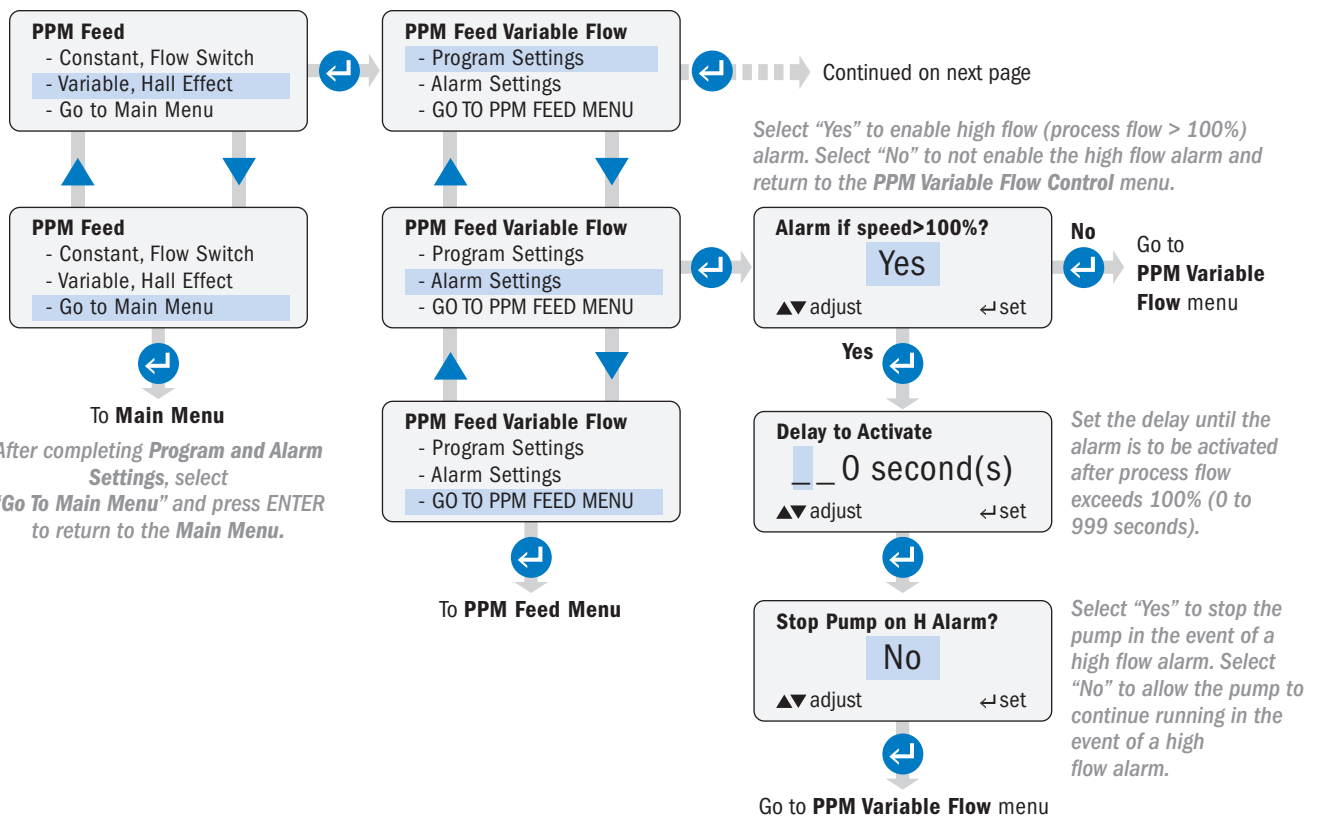 PPM Feed
- Constant, Flow Switch
- Variable, Hall Effect
- Go to Main Menu
PPM Feed Variable Flow
- Program Settings
- Alarm Settings
- GO TO PPM FEED MENU
Continued on next page
Select “Yes” to enable high flow (process flow > 100%)
alarm. Select “No” to not enable the high flow alarm and
return to the PPM Variable Flow Control menu.
PPM Feed
- Constant, Flow Switch
- Variable, Hall Effect
- Go to Main Menu
To Main Menu
After completing Program and Alarm
Settings, select
“Go To Main Menu” and press ENTER
to return to the Main Menu.
PPM Feed Variable Flow
- Program Settings
- Alarm Settings
- GO TO PPM FEED MENU
Alarm if speed>100%?
Yes
▲▼ adjust ↵ set
No
Go to
PPM Variable
Flow menu
Yes
PPM Feed Variable Flow
- Program Settings
- Alarm Settings
- GO TO PPM FEED MENU
To PPM Feed Menu
Delay to Activate
_ _ 0 second(s)
▲▼ adjust ↵ set
Set the delay until the
alarm is to be activated
after process flow
exceeds 100% (0 to
999 seconds).
Stop Pump on H Alarm?
No
▲▼ adjust ↵ set
Select “Yes” to stop the
pump in the event of a
high flow alarm. Select
“No” to allow the pump to
continue running in the
event of a high
flow alarm.
Go to PPM Variable Flow menu